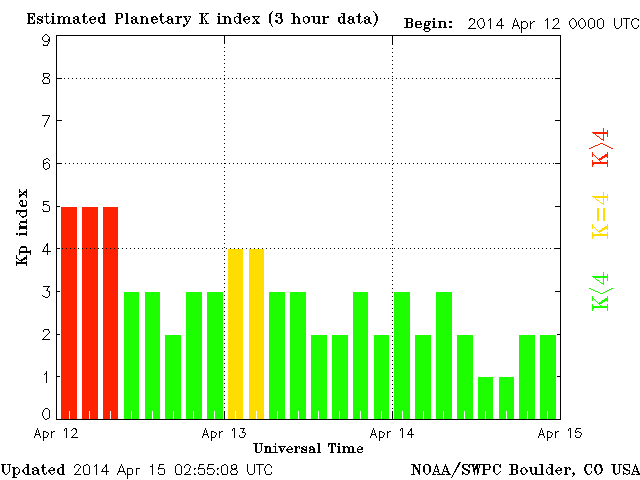 Estimated Planetary K index (3 hour data)
Begin: 2014 Apr 12 0000 UTC
9
8
7
6
5
4
3
2
1
0
Kp index
K>4
K=4
K<4
Apr 12
Apr 13
Apr 14
Apr 15
Universal Time
Updated 2014 Apr 15 02:55:08 UTC
NOAA/SWPC Boulder, CO USA